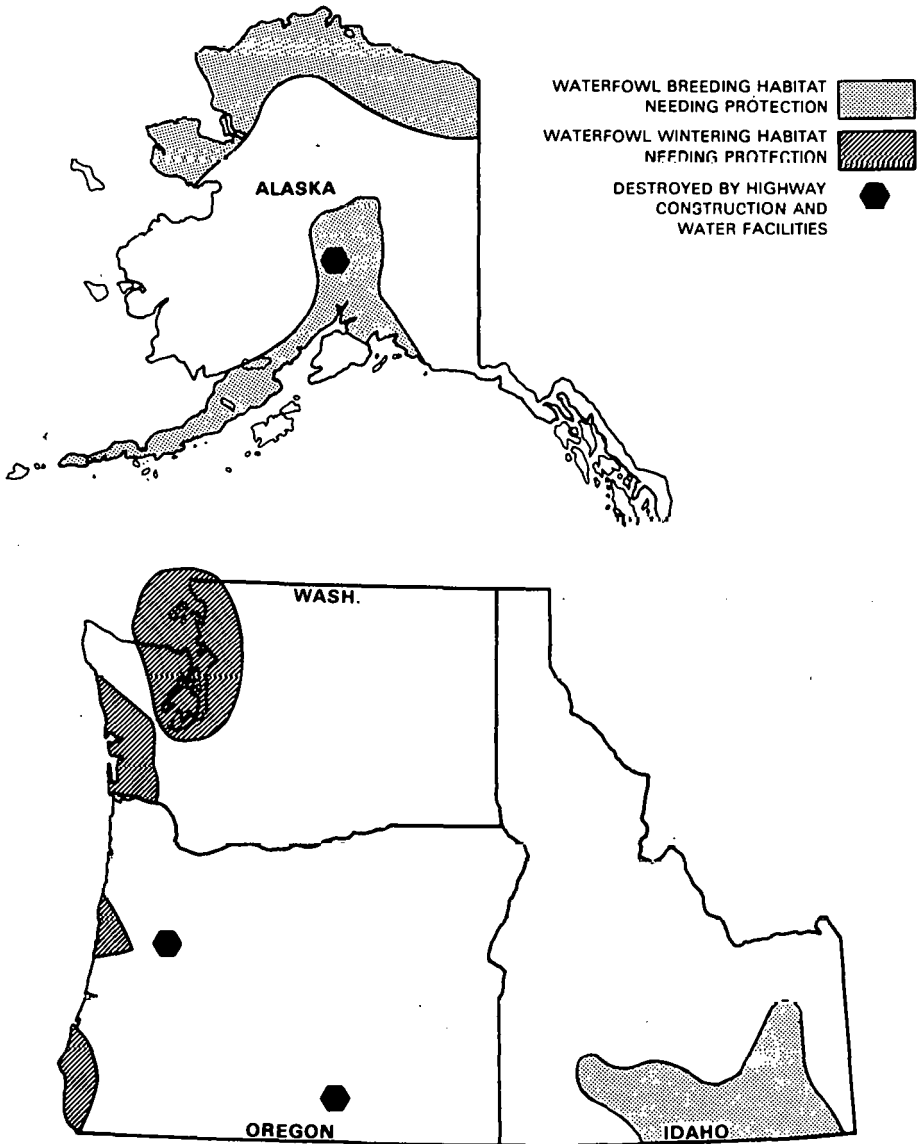 WATERFOWL BREEDING HABITAT
NEEDING PROTECTION
WATERFOWL WINTERING HABITAT
NEEDING PROTECTION
ALASKA
DESTROYED BY HIGHWAY
CONSTRUCTION AND
WATER FACILITIES
WASH.
OREGON
IDAHO